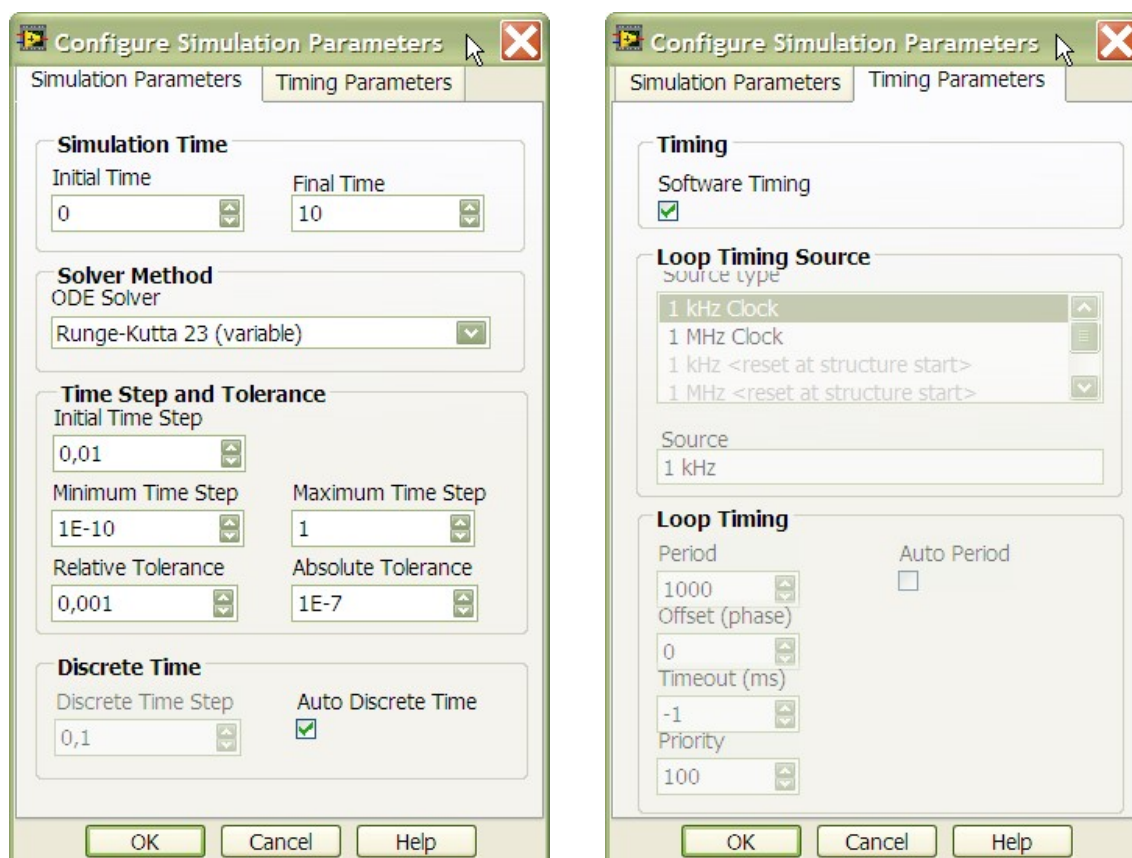 Configure Simulation Parameters
Simulation Parameters
Timing Parameters
Simulation Time
Initial Time
Final Time
0
10
Solver Method
ODE Solver
Runge-Kutta 23 (variable)
Time Step and Tolerance
Initial Time Step
0,01
Minimum Time Step
Maximum Time Step
1E-10
1
Relative Tolerance
Absolute Tolerance
0,001
1E-7
Discrete Time
Discrete Time Step
Auto Discrete Time
0,1
OK
Cancel
Help
Configure Simulation Parameters
Simulation Parameters
Timing Parameters
Timing
Software Timing
Loop Timing Source
Source type
1 kHz Clock
1 MHz Clock
1 kHz <reset at structure start>
1 MHz <reset at structure start>
Source
1 kHz
Loop Timing
Period
Auto Period
1000
Offset (phase)
0
Timeout (ms)
-1
Priority
100
OK
Cancel
Help